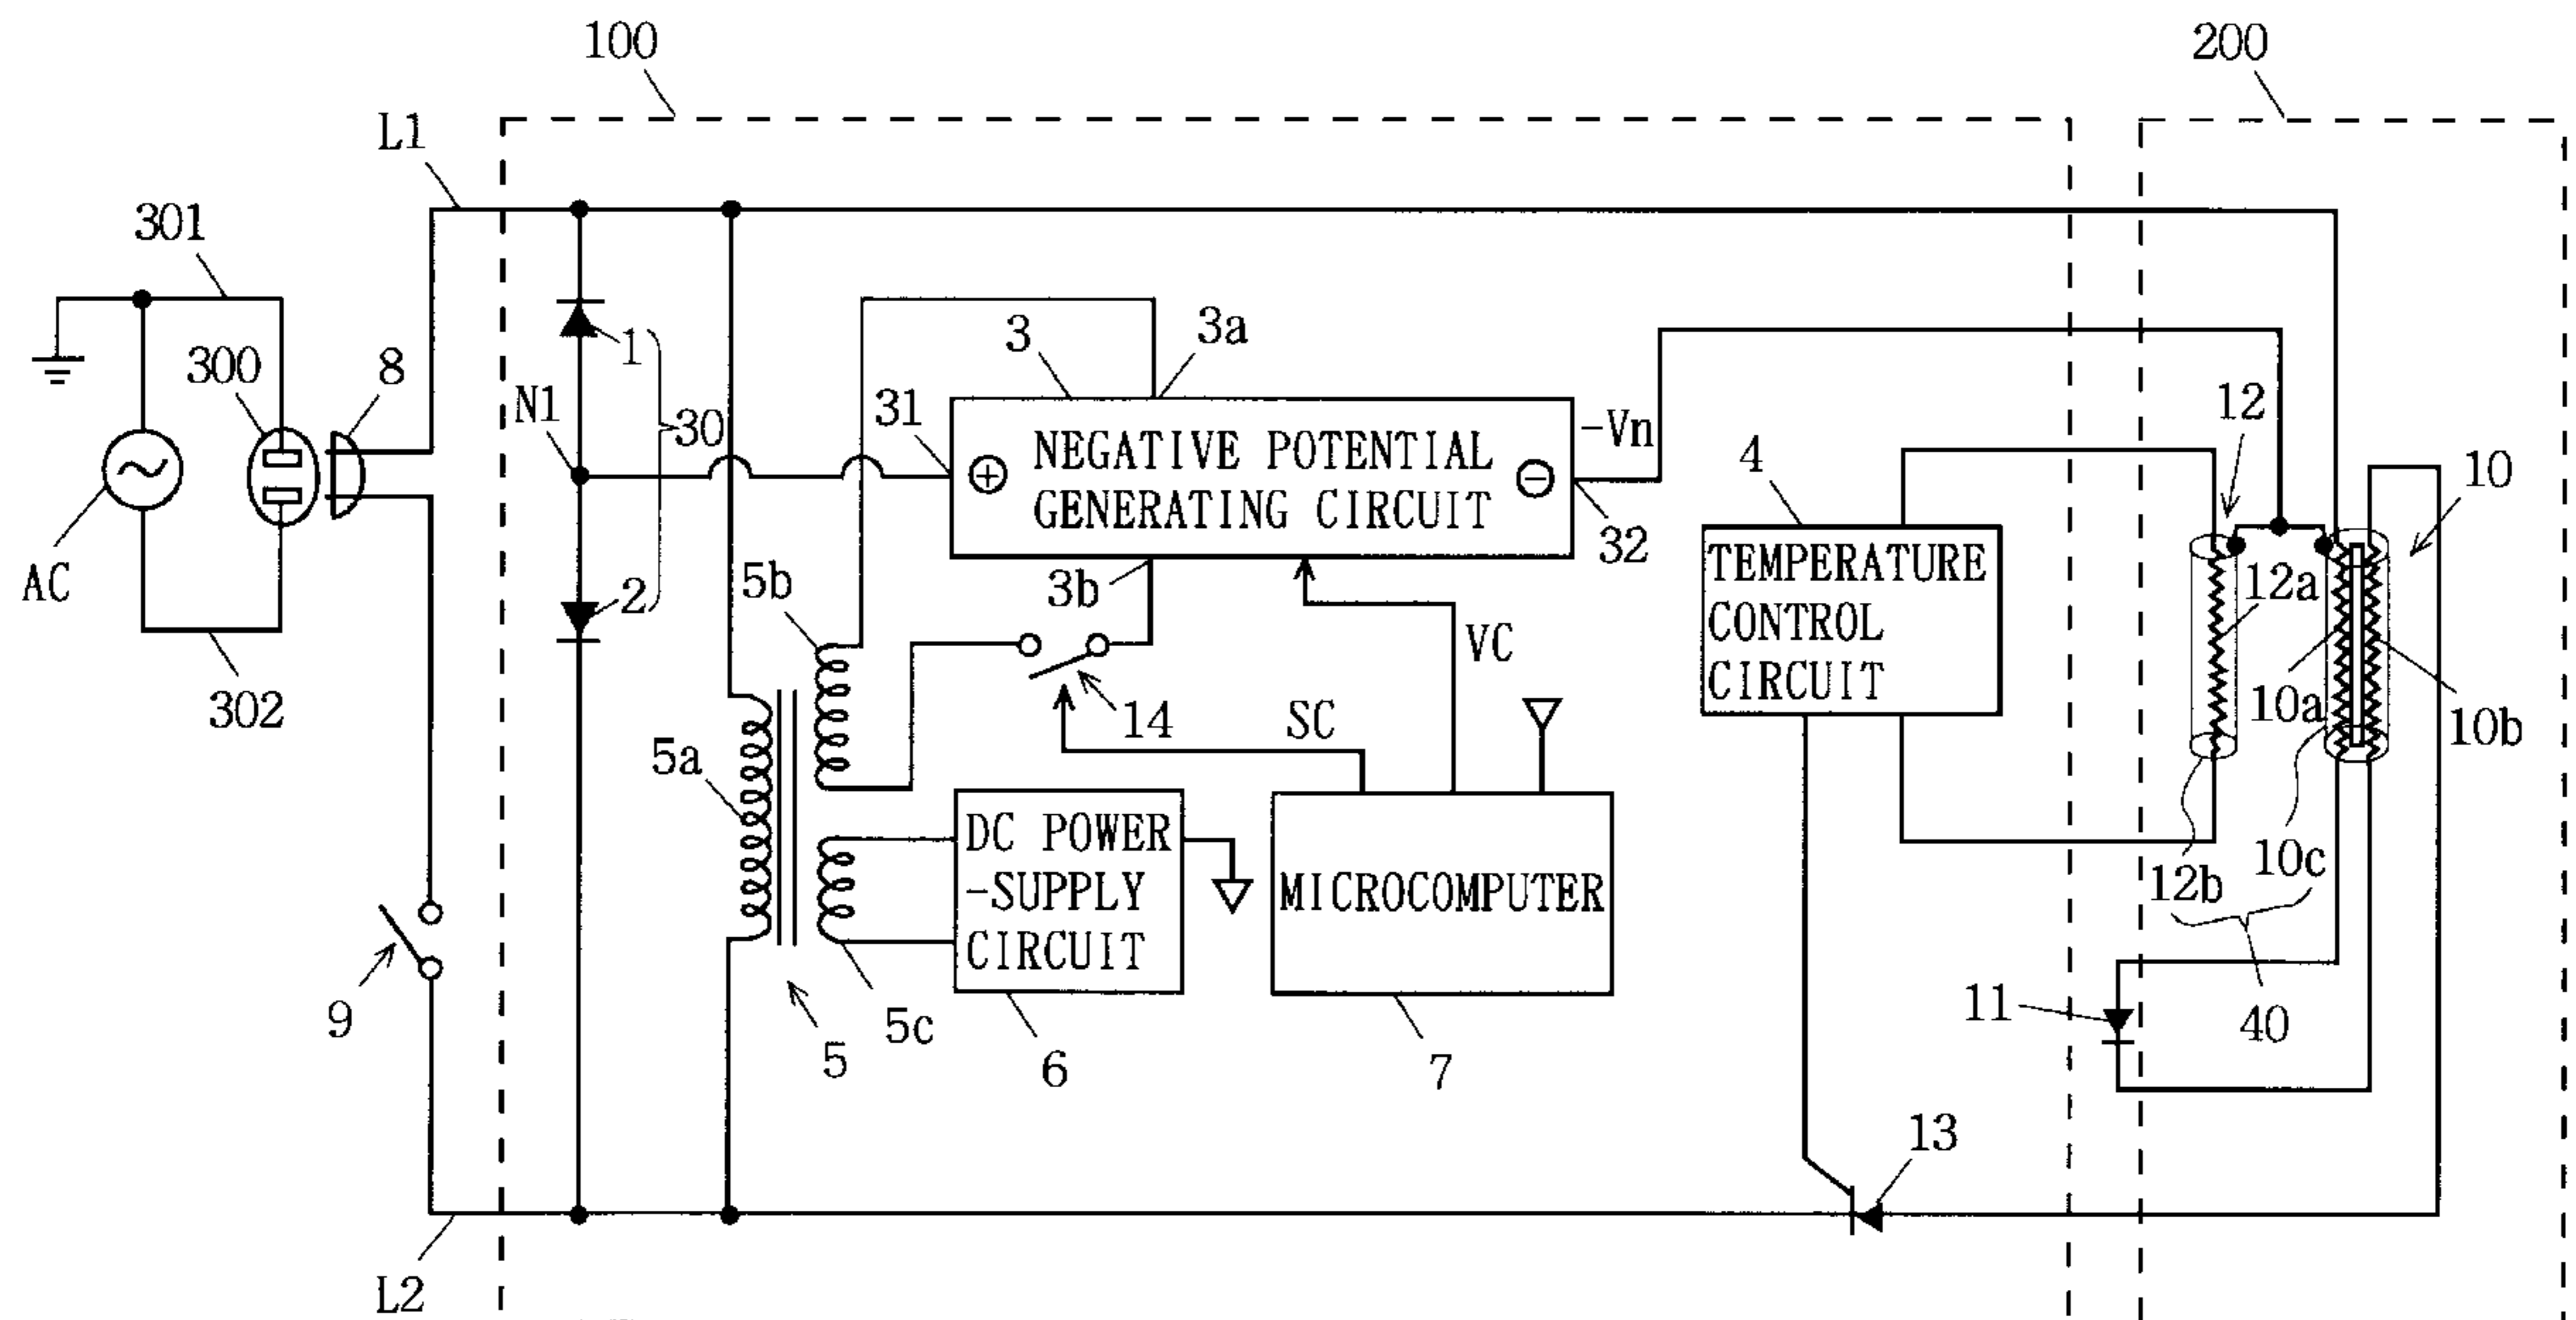 100
200
L1
301
1
3
3a
300
8
N1
31
30
-Vn
12
10
4
NEGATIVE POTENTIAL
GENERATING CIRCUIT
32
AC
2
5b
3b
TEMPERATURE
CONTROL
CIRCUIT
12a
VC
302
14
SC
10a
10b
5a
DC POWER
-SUPPLY
CIRCUIT
MICROCOMPUTER
12b
10c
9
5c
11
40
5
6
7
13
L2